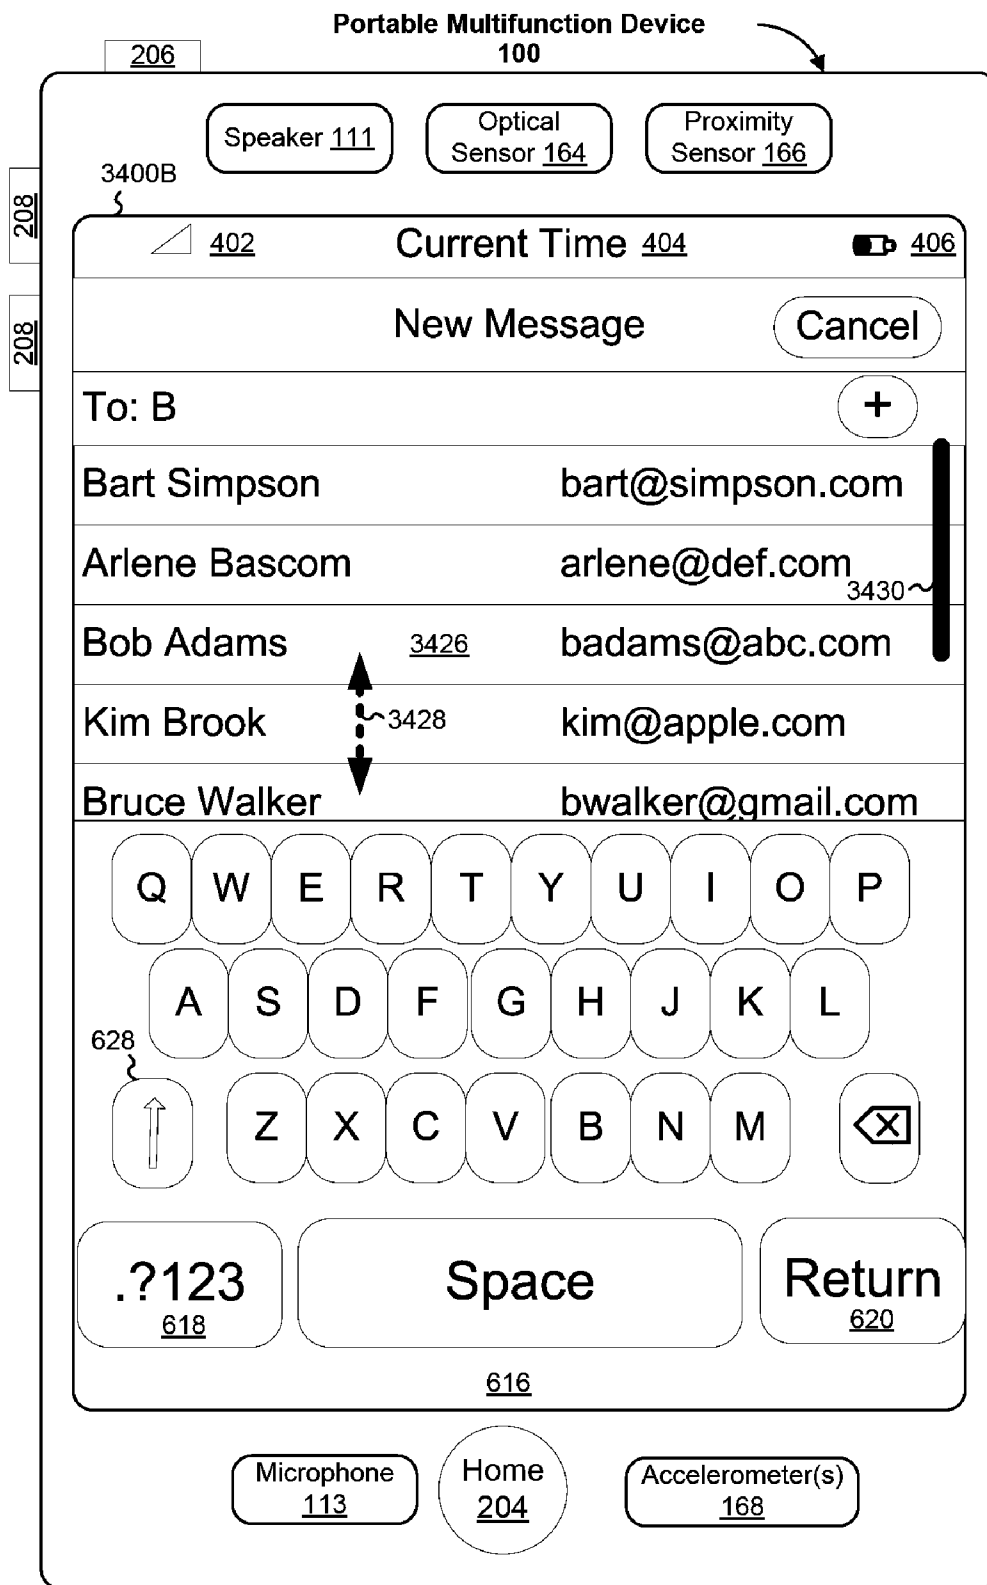 Portable Multifunction Device
100
206
Speaker 111
Optical
Sensor 164
Proximity
Sensor 166
3400B
208
208
402
Current Time 404
406
New Message
Cancel
To: B
+
Bart Simpson bart@simpson.com
Arlene Bascom arlene@def.com
3430
Bob Adams 3426 badams@abc.com
Kim Brook 3428 kim@apple.com
Bruce Walker bwalker@gmail.com
Q W E R T Y U I O P
A S D F G H J K L
628
Z X C V B N M
.?123
618
Space
Return
620
616
Microphone
113
Home
204
Accelerometer(s)
168